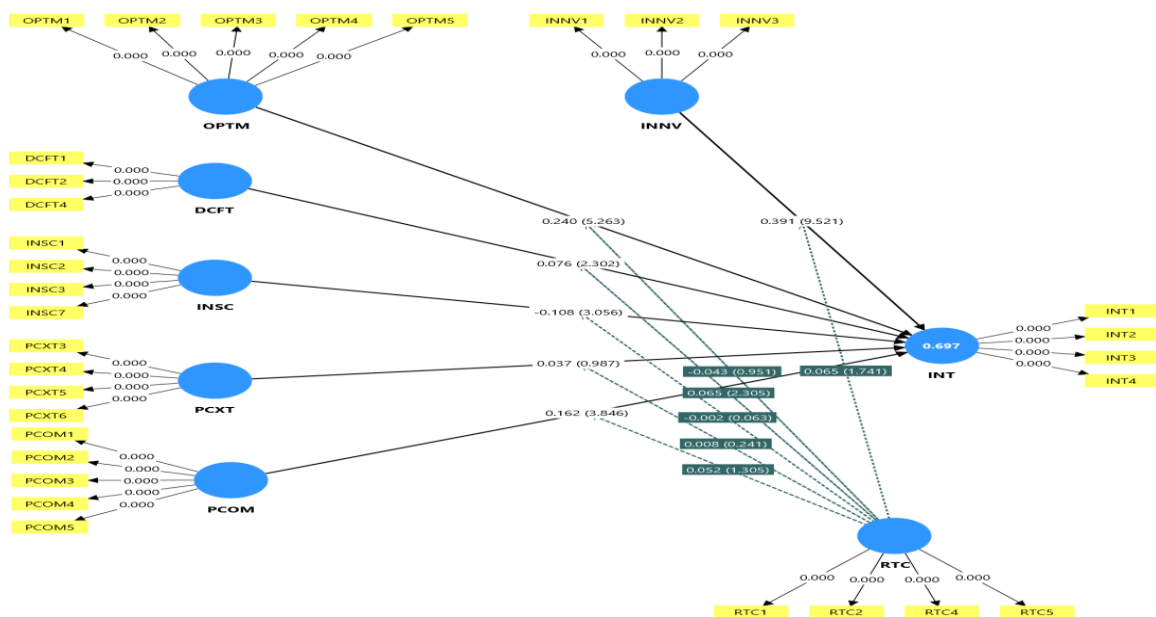 OPTM1 OPTM2 OPTM3 OPTM4 OPTM5 INNV1 INNV2 INNV3
0.000 0.000 0.000 0.000 0.000 0.000 0.000 0.000
OPTM INNV
DCFT1 0.000
DCFT2 0.000
DCFT4 0.000
DCFT
0.240 (5.263) 0.391 (9.521)
INSC1 0.000
INSC2 0.000
INSC3 0.000
INSC7 0.000
INSC
0.076 (2.302)
-0.108 (3.056)
INT1 0.000
INT2 0.000
INT3 0.000
INT4 0.000
0.697
INT
PCXT3 0.000
PCXT4 0.000
PCXT5 0.000
PCXT6 0.000
PCXT
0.037 (0.987)
-0.043 (0.951) 0.065 (1.741)
0.065 (2.305)
-0.002 (0.063)
0.008 (0.241)
0.052 (1.305)
0.162 (3.846)
PCOM1 0.000
PCOM2 0.000
PCOM3 0.000
PCOM4 0.000
PCOM5 0.000
PCOM
RTC
0.000 0.000 0.000 0.000
RTC1 RTC2 RTC4 RTC5